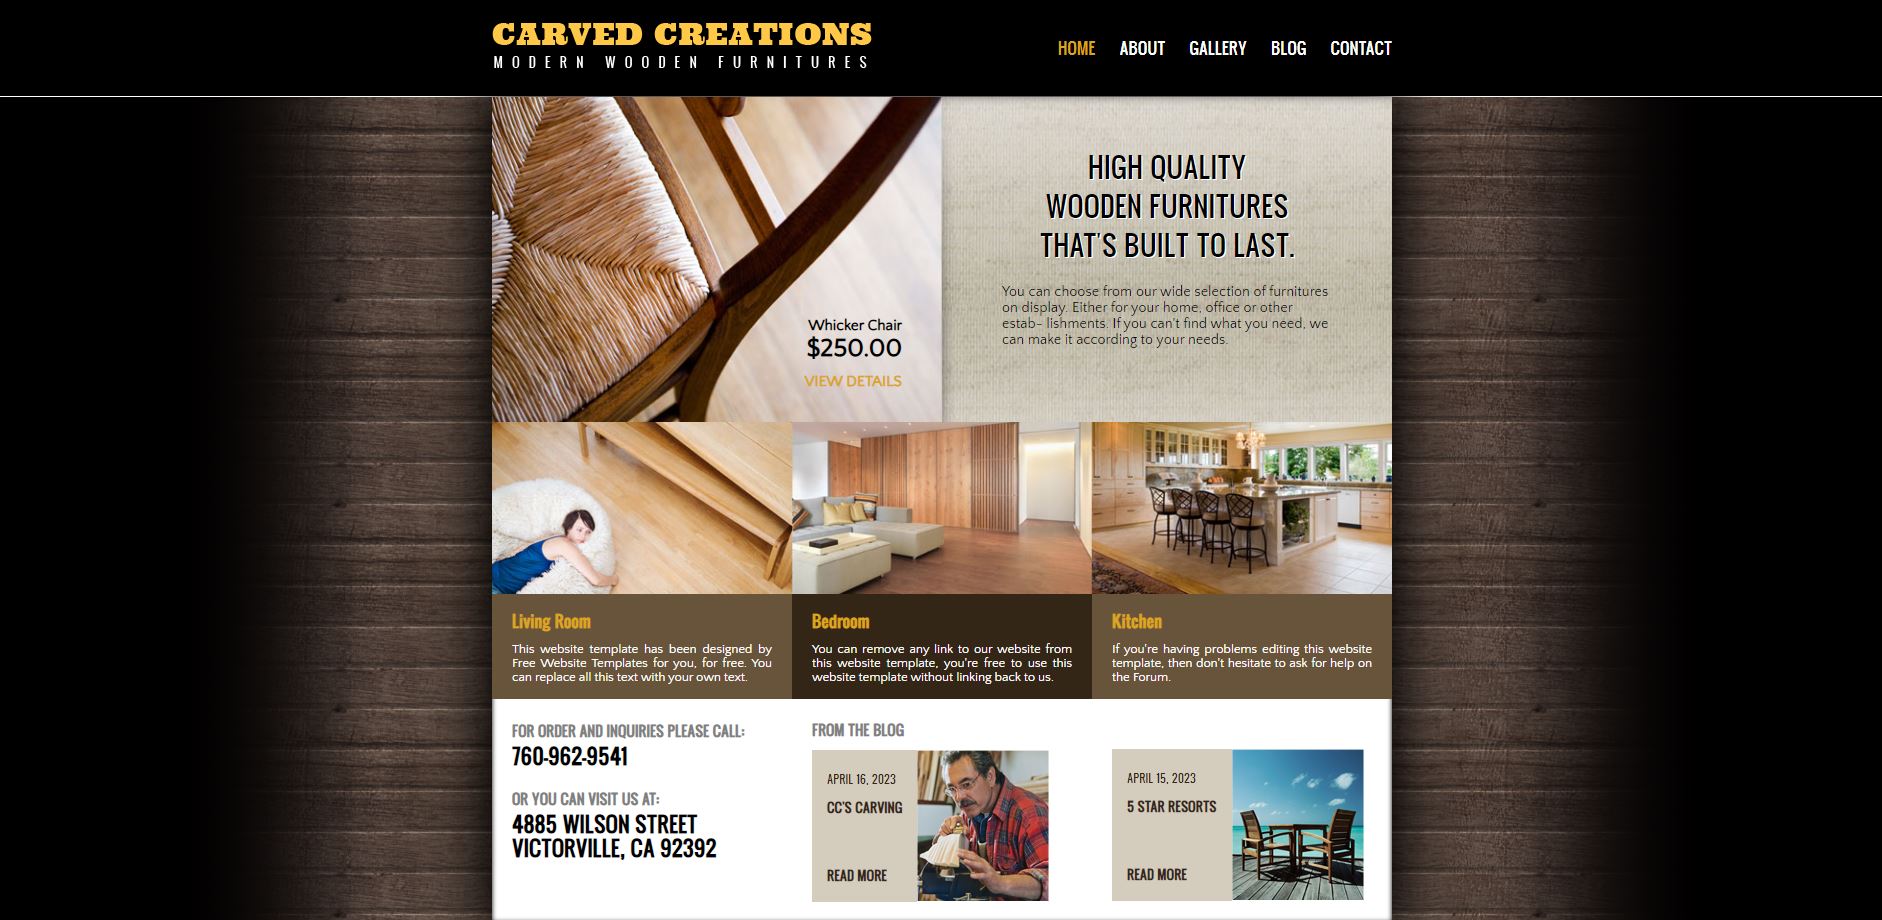 CARVED CREATIONS
MODERN WOODEN FURNITURES
HOME ABOUT GALLERY BLOG CONTACT
Whicker Chair
$250.00
VIEW DETAILS
HIGH QUALITY
WOODEN FURNITURES
THAT'S BUILT TO LAST.
You can choose from our wide selection of furnitures
on display. Either for your home, office or other
estab- lishments. If you can't find what you need, we
can make it according to your needs.
Living Room
This website template has been designed by
Free Website Templates for you, for free. You
can replace all this text with your own text.
Bedroom
You can remove any link to our website from
this website template, you're free to use this
website template without linking back to us.
Kitchen
If you're having problems editing this website
template, then don't hesitate to ask for help on
the Forum.
FOR ORDER AND INQUIRIES PLEASE CALL:
760-962-9541
OR YOU CAN VISIT US AT:
4885 WILSON STREET
VICTORVILLE, CA 92392
FROM THE BLOG
APRIL 16, 2023
CC'S CARVING
READ MORE
APRIL 15, 2023
5 STAR RESORTS
READ MORE